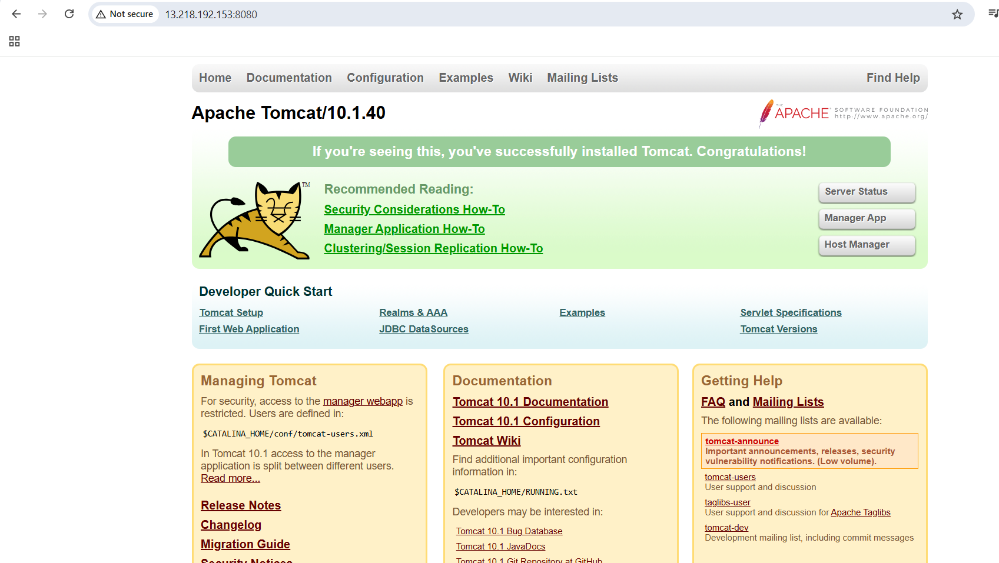 Not secure
13.218.192.153:8080
Home Documentation Configuration Examples Wiki Mailing Lists Find Help
Apache Tomcat/10.1.40
THE APACHE® SOFTWARE FOUNDATION
http://www.apache.org/
If you're seeing this, you've successfully installed Tomcat. Congratulations!
TM
Recommended Reading:
Security Considerations How-To
Manager Application How-To
Clustering/Session Replication How-To
Server Status
Manager App
Host Manager
Developer Quick Start
Tomcat Setup
First Web Application
Realms & AAA
JDBC DataSources
Examples
Servlet Specifications
Tomcat Versions
Managing Tomcat
For security, access to the manager webapp is
restricted. Users are defined in:
$CATALINA_HOME/conf/tomcat-users.xml
In Tomcat 10.1 access to the manager
application is split between different users.
Read more...
Release Notes
Changelog
Migration Guide
Security Notices
Documentation
Tomcat 10.1 Documentation
Tomcat 10.1 Configuration
Tomcat Wiki
Find additional important configuration
information in:
$CATALINA_HOME/RUNNING.txt
Developers may be interested in:
Tomcat 10.1 Bug Database
Tomcat 10.1 JavaDocs
Tomcat 10.1 Git Repository at GitHub
Getting Help
FAQ and Mailing Lists
The following mailing lists are available:
tomcat-announce
Important announcements, releases, security
vulnerability notifications. (Low volume).
tomcat-users
User support and discussion
taglibs-user
User support and discussion for Apache Taglibs
tomcat-dev
Development mailing list, including commit messages